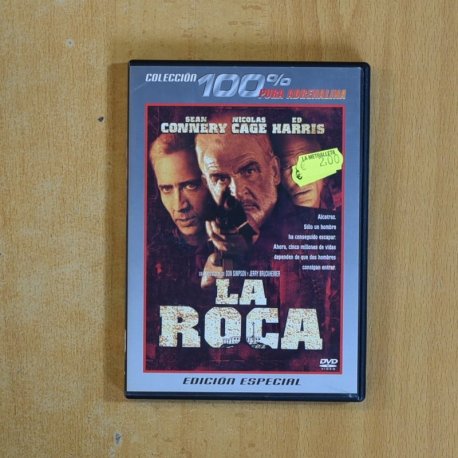 COLECCIÓN 100%
PURA ADRENALINA
SEAN CONNERY NICOLAS CAGE ED HARRIS
LA METRALLETA
€ 2,00
€
Alcatraz.
Sólo un hombre
ha conseguido escapar.
Ahora, cinco millones de vidas
dependen de que dos hombres
consigan entrar.
DON SIMPSON y JERRY BRUCKHEIMER
LA
ROCA
DVD
VIDEO
EDICIÓN ESPECIAL